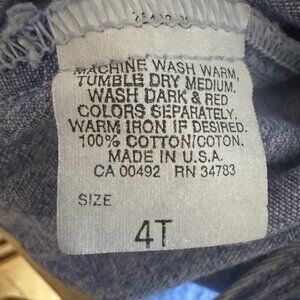 MACHINE WASH WARM,
TUMBLE DRY MEDIUM.
WASH DARK & RED
COLORS SEPARATELY.
WARM IRON IF DESIRED.
100% COTTON/COTON.
MADE IN U.S.A.
CA 00492 RN 34783
SIZE
4T